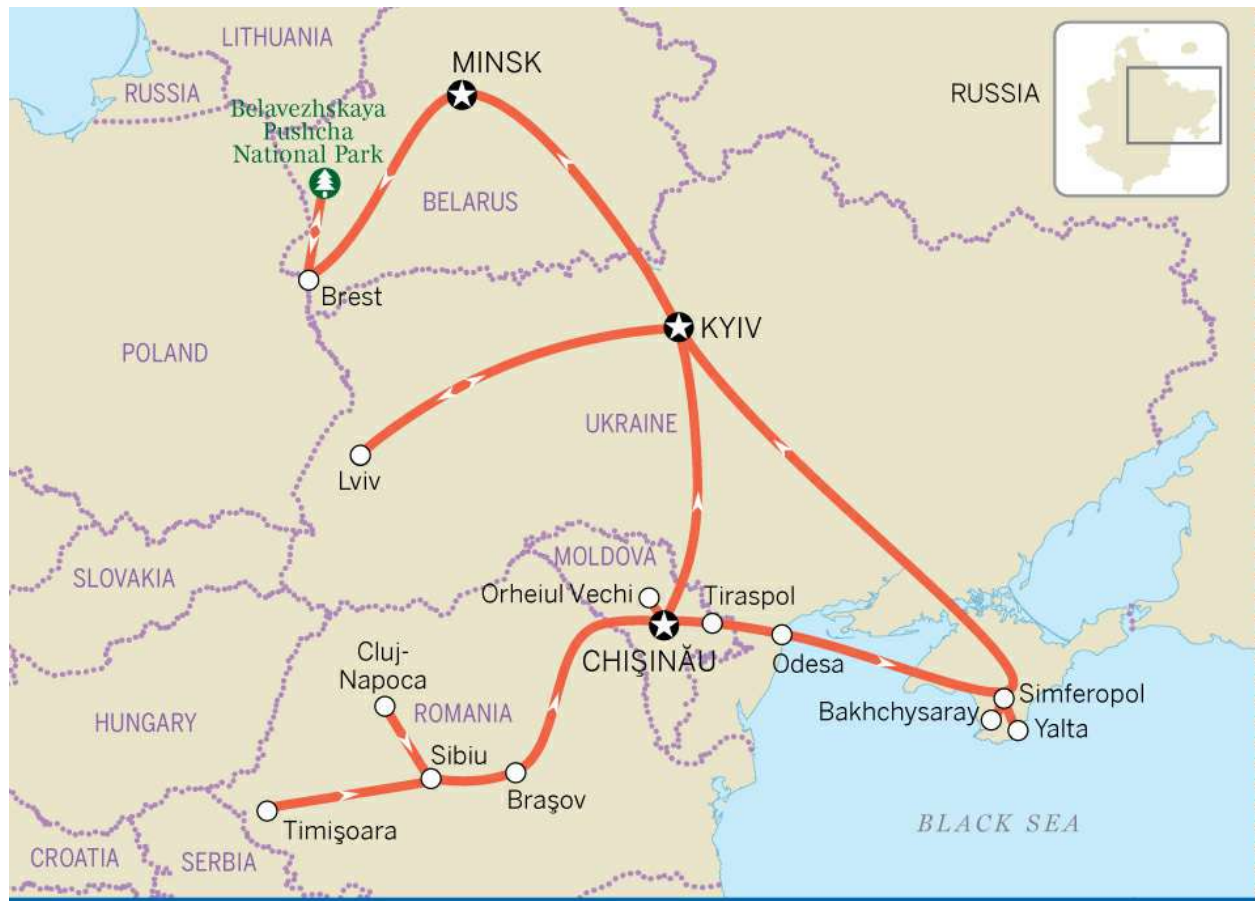 LITHUANIA
MINSK
RUSSIA
RUSSIA
Belavezhskaya
Pushcha
National Park
BELARUS
Brest
KYIV
POLAND
UKRAINE
Lviv
MOLDOVA
SLOVAKIA
Orheiul Vechi
Tiraspol
CHIŞINĂU
Odesa
Cluj-
Napoca
Simferopol
Bakhchysaray
Yalta
HUNGARY
ROMANIA
Sibiu
Braşov
Timişoara
BLACK SEA
CROATIA
SERBIA